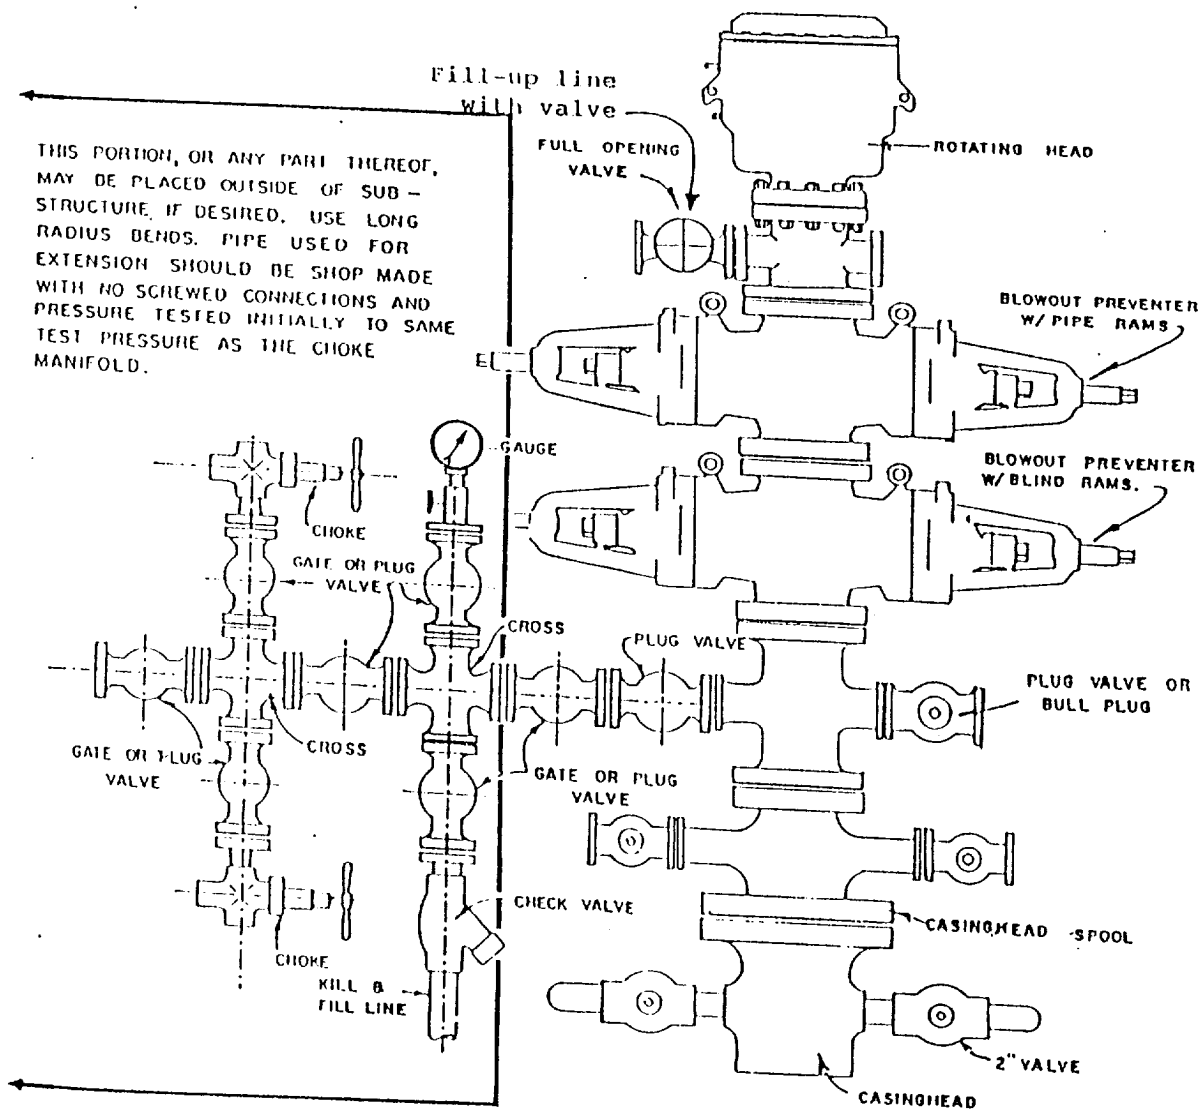 Fill-up line
with valve
FULL OPENING
VALVE
ROTATING HEAD
THIS PORTION, OR ANY PART THEREOF,
MAY BE PLACED OUTSIDE OF SUB-
STRUCTURE IF DESIRED. USE LONG
RADIUS BENDS. PIPE USED FOR
EXTENSION SHOULD BE SHOP MADE
WITH NO SCREWED CONNECTIONS AND
PRESSURE TESTED INITIALLY TO SAME
TEST PRESSURE AS THE CHOKE
MANIFOLD.
BLOWOUT PREVENTER
W/ PIPE RAMS
GAUGE
BLOWOUT PREVENTER
W/ BLIND RAMS.
CHOKE
GATE OR PLUG
VALVE
CROSS
PLUG VALVE
PLUG VALVE OR
BULL PLUG
CROSS
GATE OR PLUG
VALVE
GATE OR PLUG
VALVE
CHECK VALVE
CASINGHEAD SPOOL
CHOKE
KILL &
FILL LINE
2" VALVE
CASINGHEAD